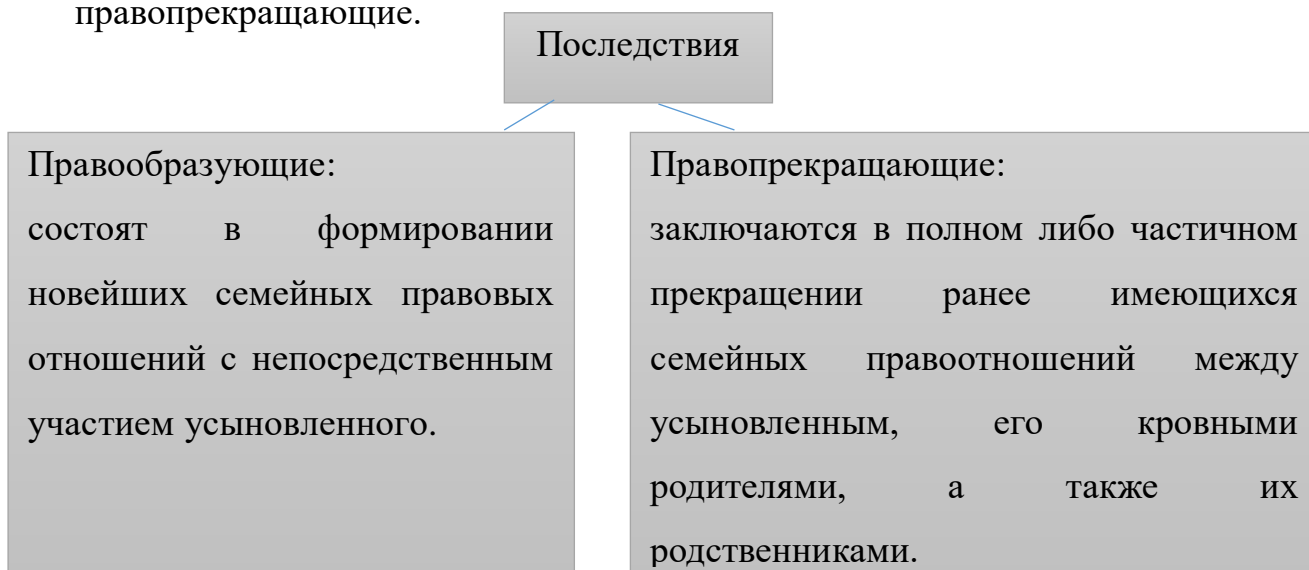 правопрекращающие.
Последствия
Правообразующие:
состоят в формировании
новейших семейных правовых
отношений с непосредственным
участием усыновленного.
Правопрекращающие:
заключаются в полном либо частичном
прекращении ранее имеющихся
семейных правоотношений между
усыновленным, его кровными
родителями, а также их
родственниками.